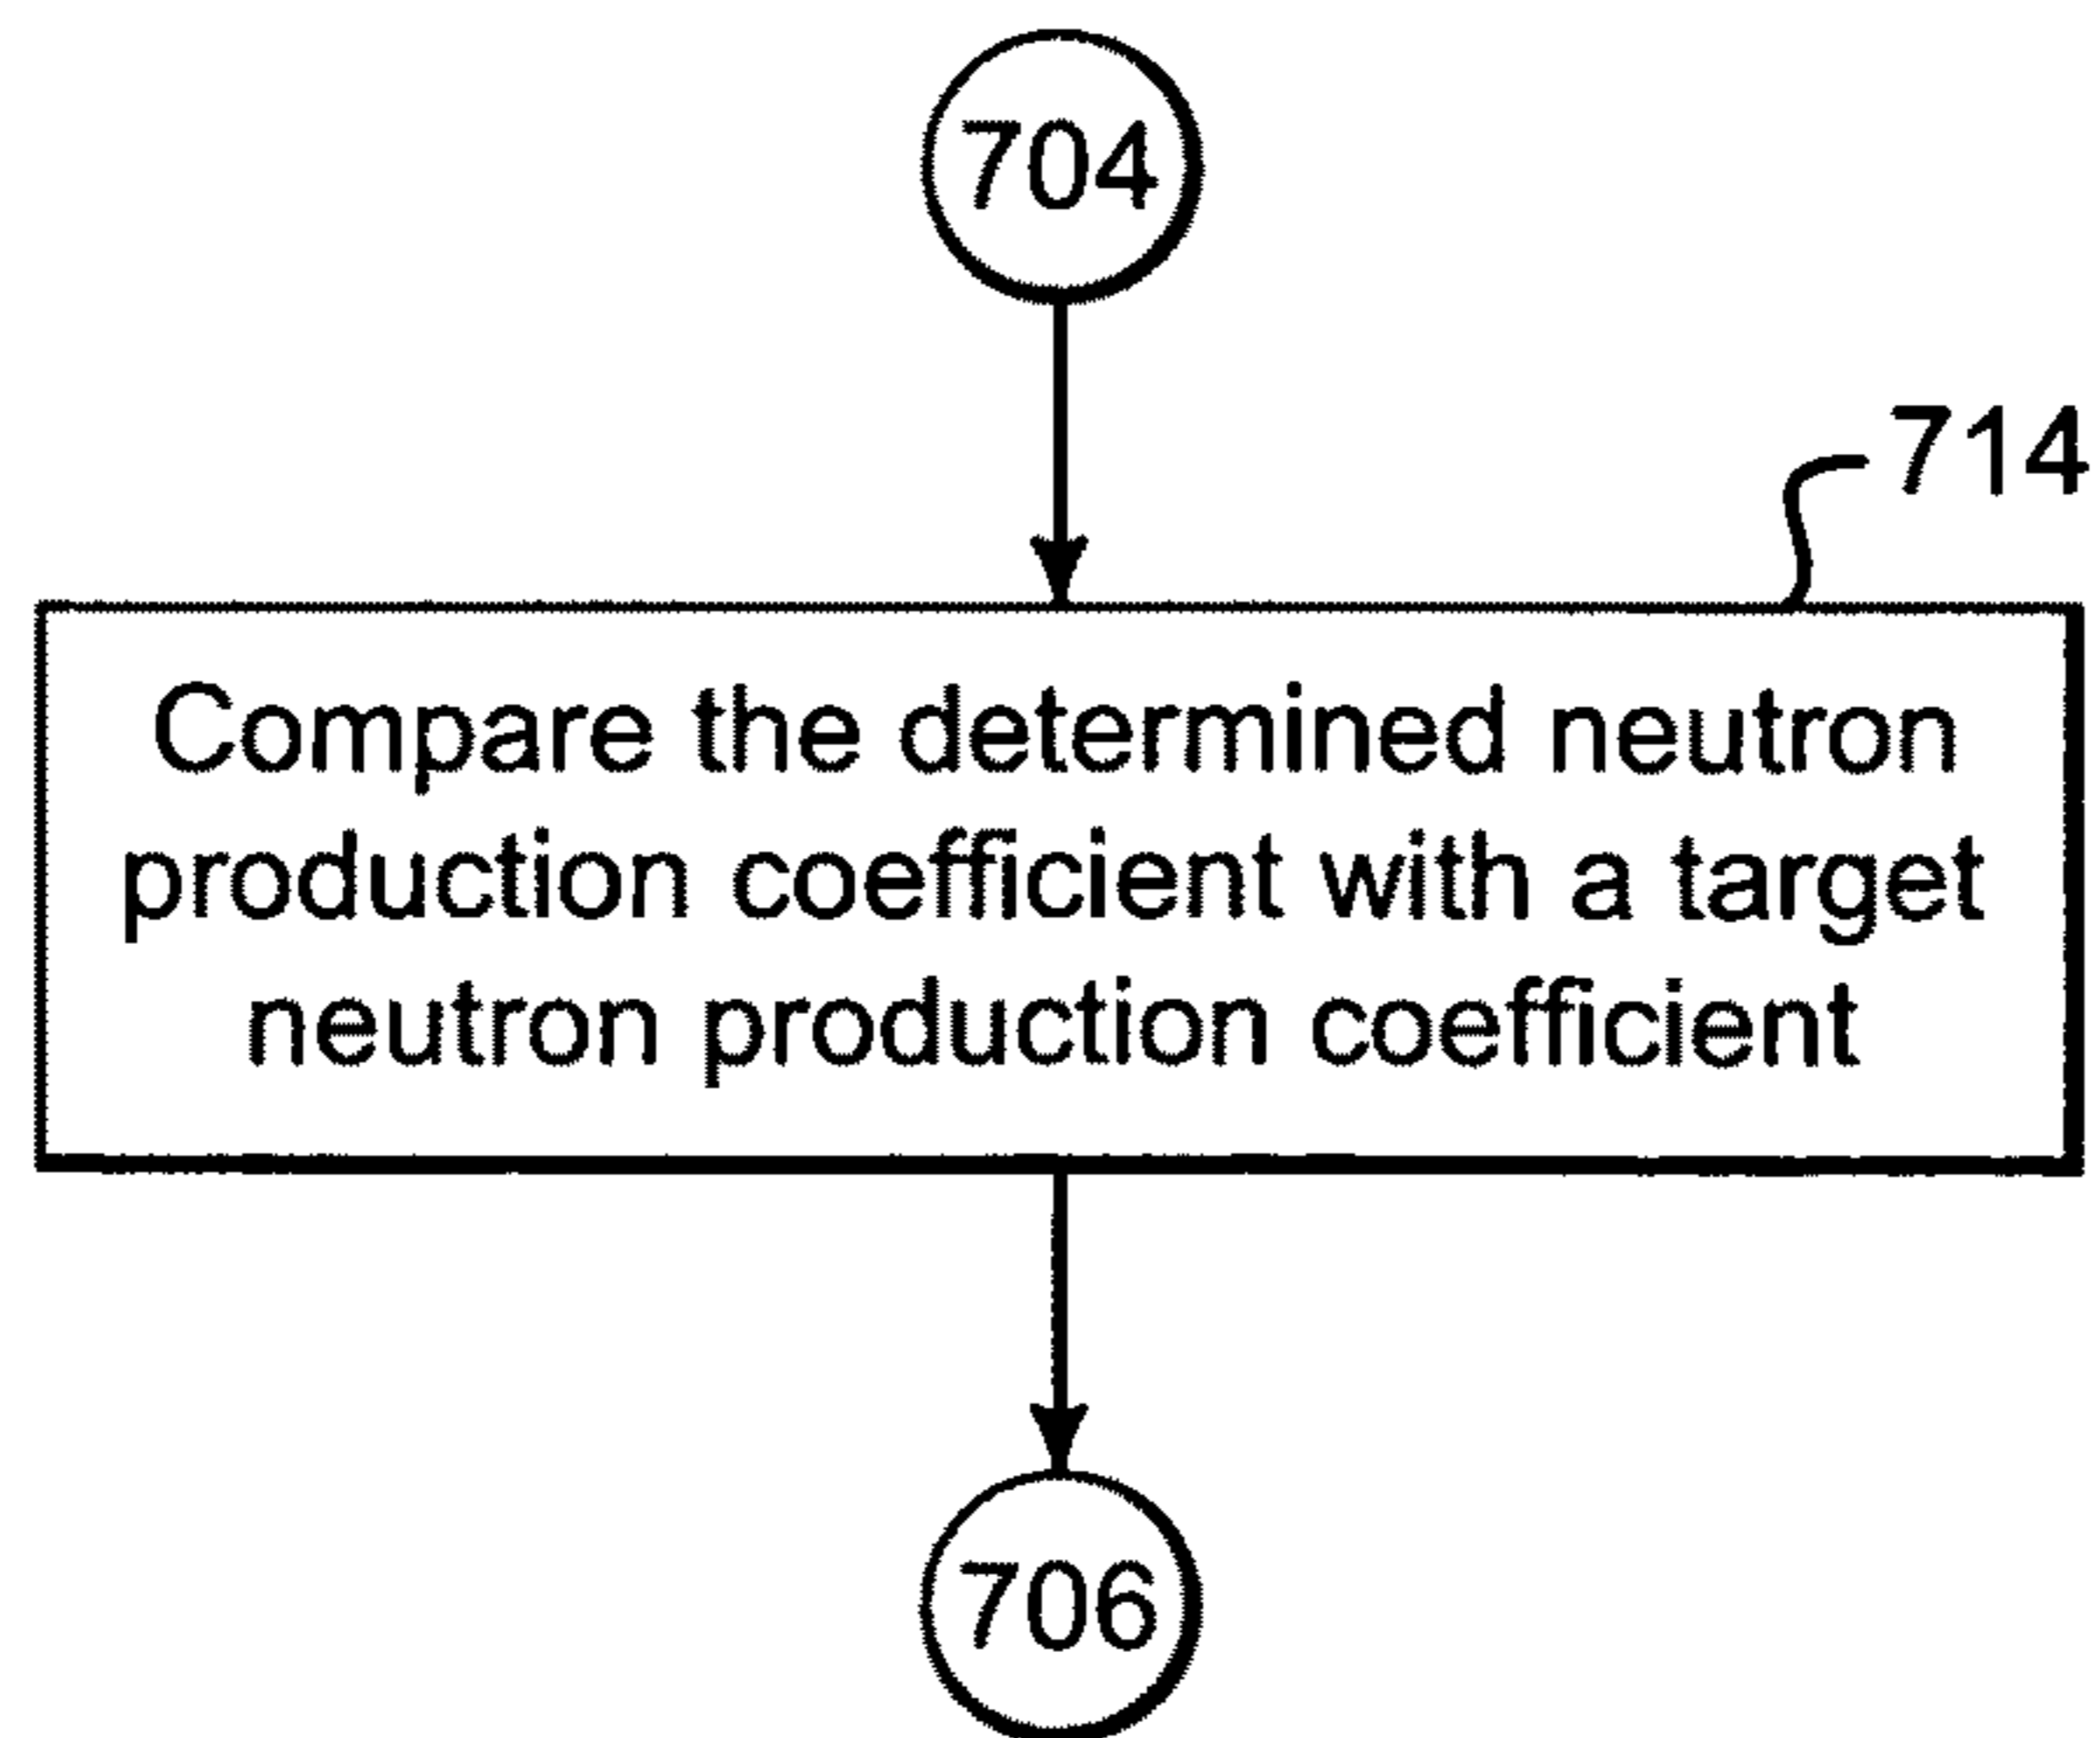 704
714
Compare the determined neutron
production coefficient with a target
neutron production coefficient
706